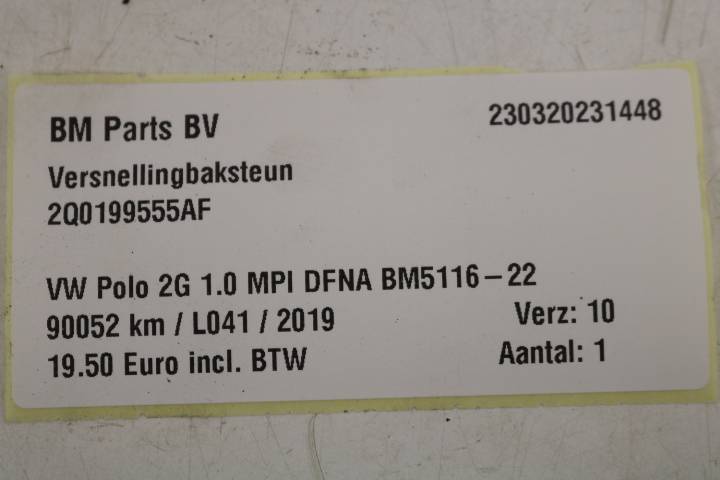 BM Parts BV 230320231448
Versnellingbaksteun
2Q0199555AF
VW Polo 2G 1.0 MPI DFNA BM5116-22
90052 km / L041 / 2019 Verz: 10
19.50 Euro incl. BTW Aantal: 1